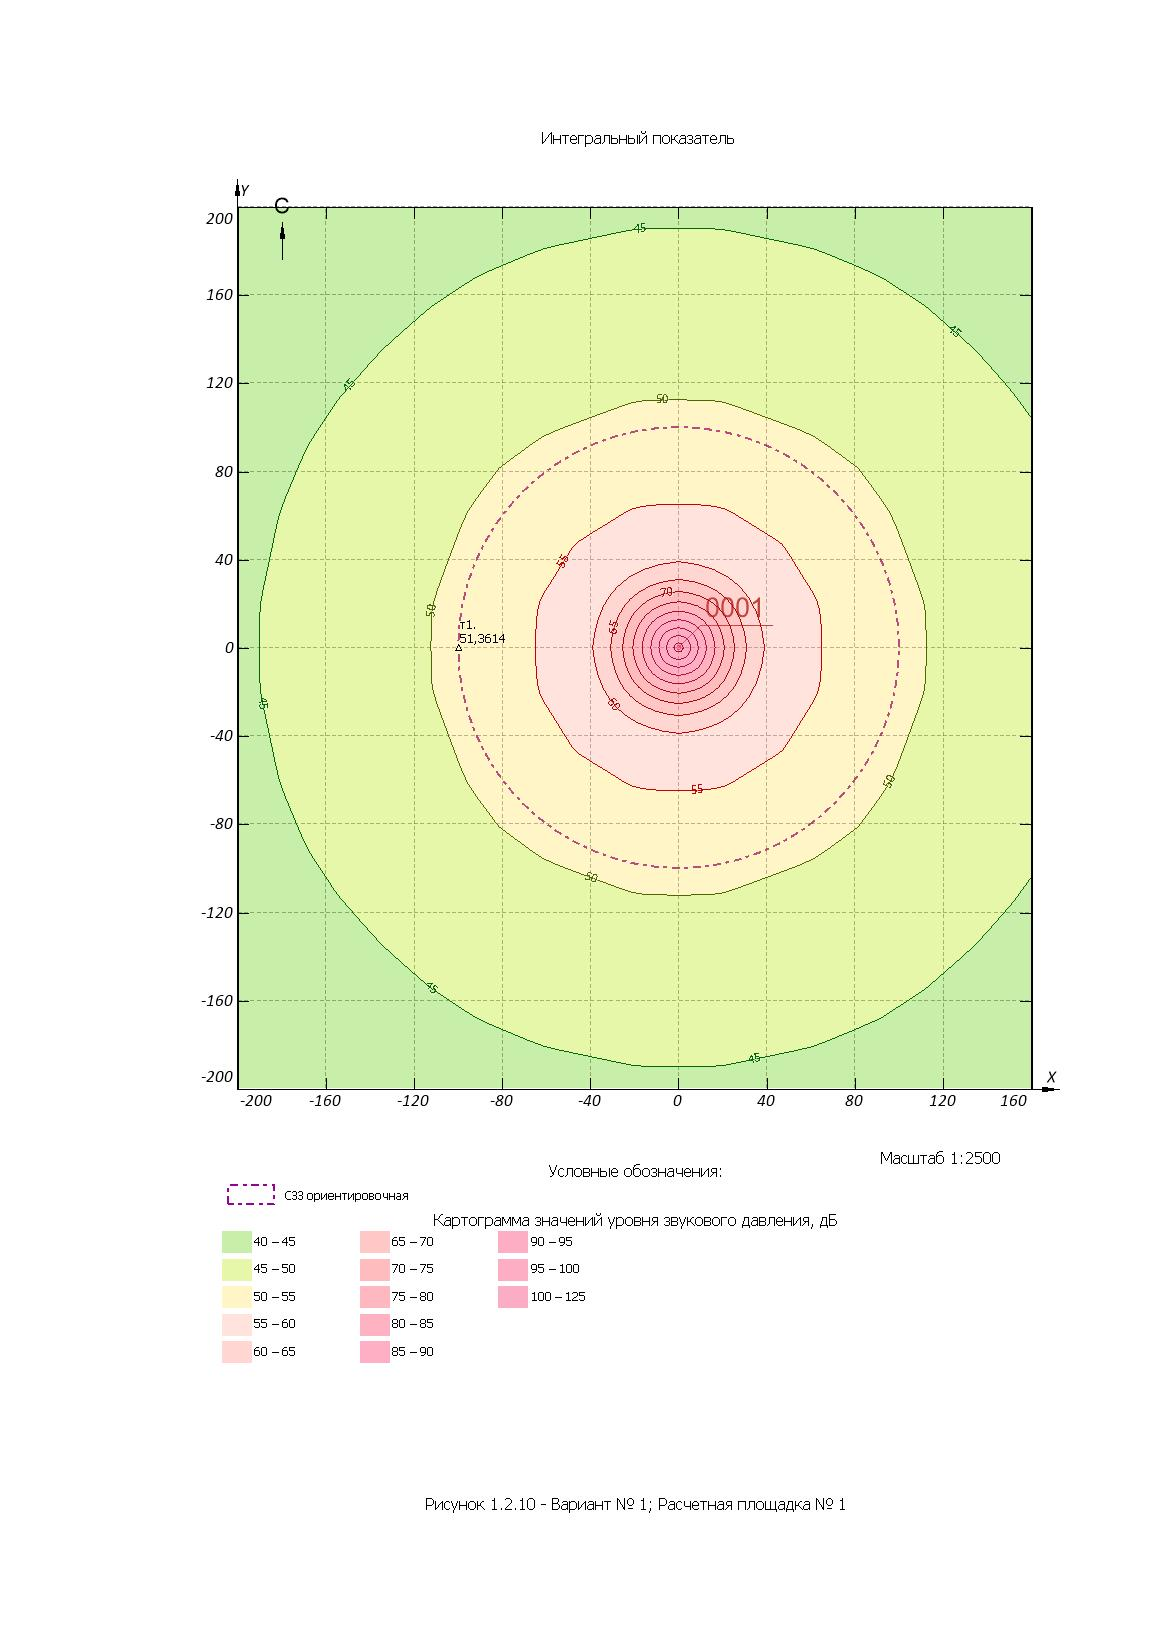 Интегральный показатель
Y
С
200
160
120
80
40
0
-40
-80
-120
-160
-200
45
45
45
50
55
70
0001
50
65
т1.
51,3614
60
45
50
55
50
45
45
X
-200 -160 -120 -80 -40 0 40 80 120 160
Масштаб 1:2500
Условные обозначения:
СЗЗ ориентировочная
Картограмма значений уровня звукового давления, дБ
40 – 45 65 – 70 90 – 95
45 – 50 70 – 75 95 – 100
50 – 55 75 – 80 100 – 125
55 – 60 80 – 85
60 – 65 85 – 90
Рисунок 1.2.10 - Вариант № 1; Расчетная площадка № 1